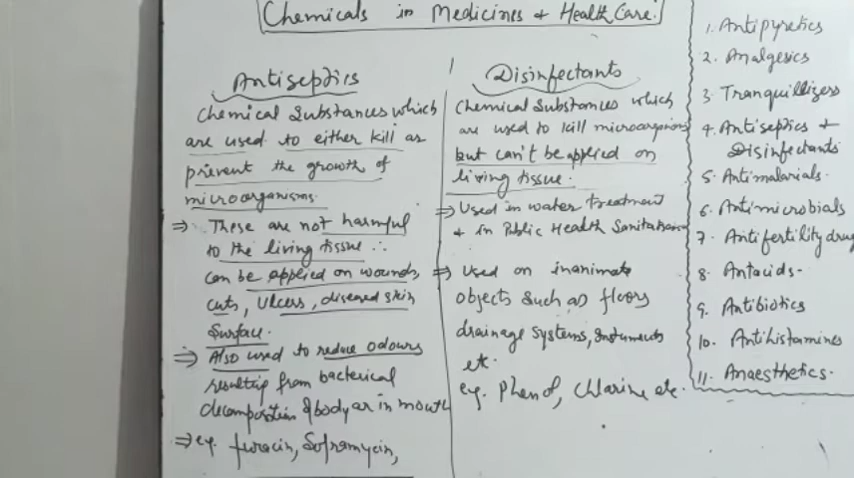 Chemicals in Medicines & Health Care.
Antiseptics
Chemical Substances which
are used to either kill or
prevent the growth of
microorganisms.
⇒ These are not harmful
to the living tissue ∴
can be applied on wounds,
cuts, Ulcers, diseased skin
Surface.
⇒ Also used to reduce odours
resulting from bacterical
decomposition of body or in mouth
⇒ eg. furacin, Soframycin,
Disinfectants
Chemical Substances which
are used to kill microorganisms
but can't be applied on
living tissue.
⇒ Used in water treatment
& in Public Health Sanitation
⇒ Used on inanimate
objects such as floors
drainage systems, instruments
etc.
eg. Phenol, Chlorine etc.
1. Antipyretics
2. Analgesics
3. Tranquillizers
4. Antiseptics &
Disinfectants
5. Antimalarials.
6. Antimicrobials
7. Antifertility drug
8. Antacids.
9. Antibiotics
10. Antihistamines
11. Anaesthetics.